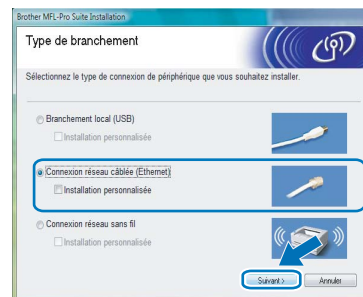 Brother MFL-Pro Suite Installation
Type de branchement
Sélectionnez le type de connexion de périphérique que vous souhaitez installer.
Branchement local (USB)
Installation personnalisée
Connexion réseau câblée (Ethernet)
Installation personnalisée
Connexion réseau sans fil
Installation personnalisée
Suivant >
Annuler